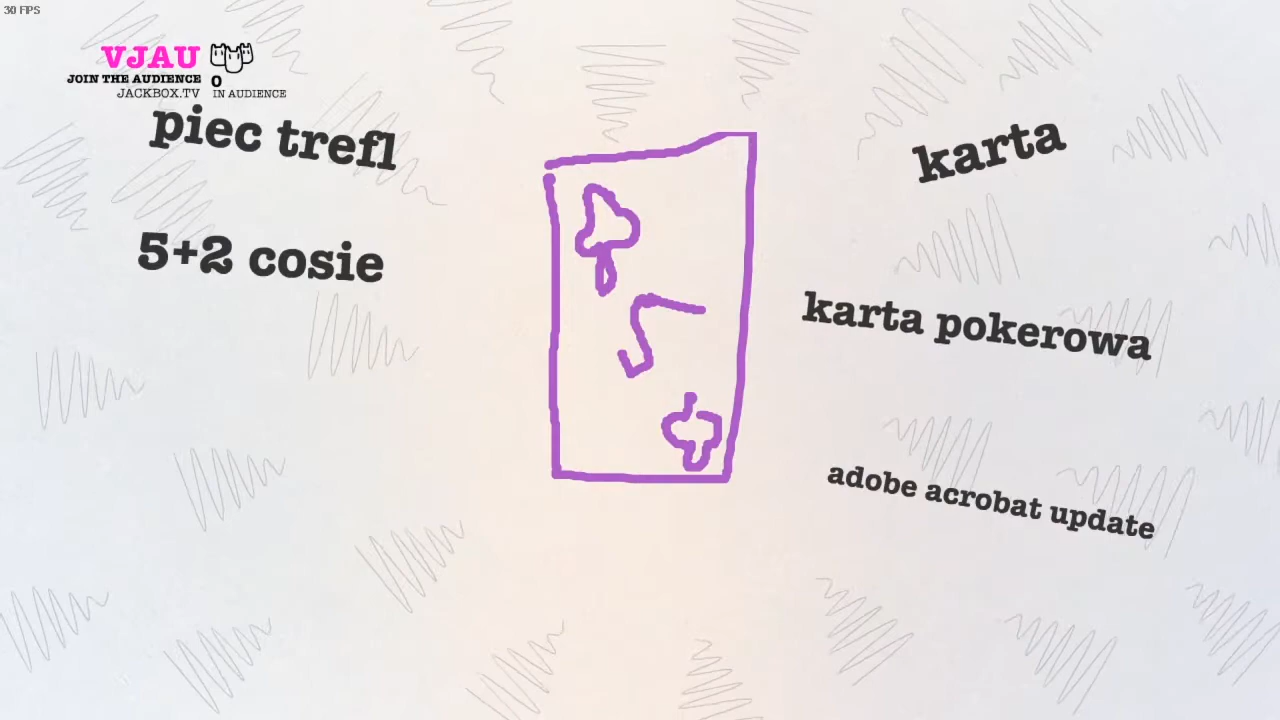 30 FPS
VJAU
JOIN THE AUDIENCE
JACKBOX.TV
0
IN AUDIENCE
piec trefl
5+2 cosie
karta
karta pokerowa
adobe acrobat update
5